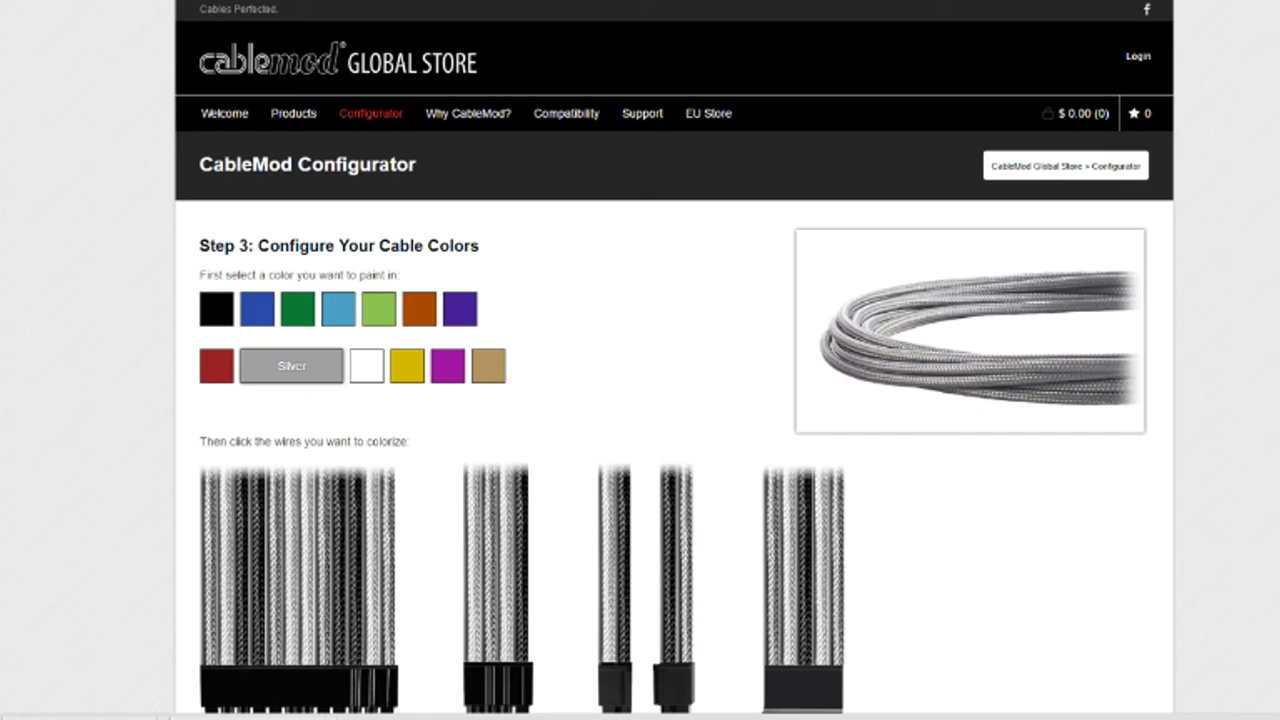 Cables Perfected.
cablemod® GLOBAL STORE
Login
Welcome Products Configurator Why CableMod? Compatibility Support EU Store $ 0.00 (0) 0
CableMod Configurator
CableMod Global Store > Configurator
Step 3: Configure Your Cable Colors
First select a color you want to paint in:
Silver
Then click the wires you want to colorize: